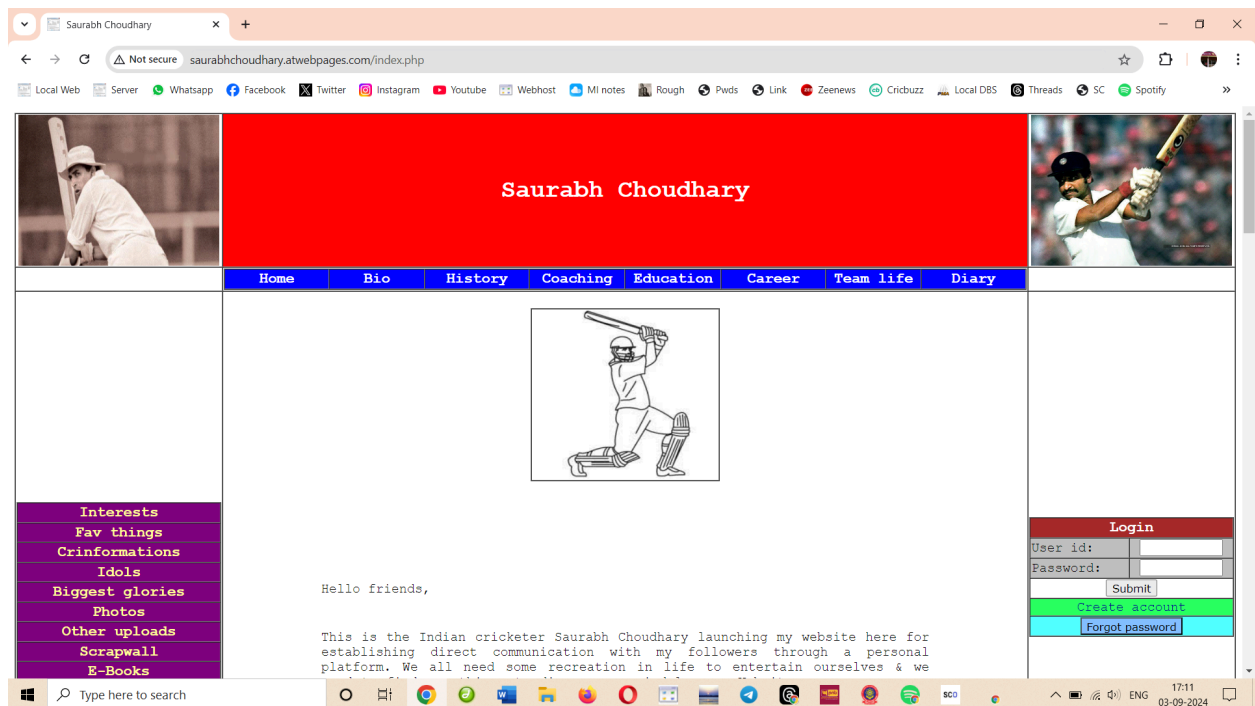 Saurabh Choudhary
Not secure saurabhchoudhary.atwebpages.com/index.php
Local Web Server Whatsapp Facebook Twitter Instagram Youtube Webhost MI notes Rough Pwds Link Zeenews Cricbuzz Local DBS Threads SC Spotify »
Saurabh Choudhary
Home Bio History Coaching Education Career Team life Diary
Interests
Fav things
Crinformations
Idols
Biggest glories
Photos
Other uploads
Scrapwall
E-Books
Hello friends,
This is the Indian cricketer Saurabh Choudhary launching my website here for
establishing direct communication with my followers through a personal
platform. We all need some recreation in life to entertain ourselves & we
Login
User id:
Password:
Submit
Create account
Forgot password
Type here to search
SCD
ENG
17:11
03-09-2024